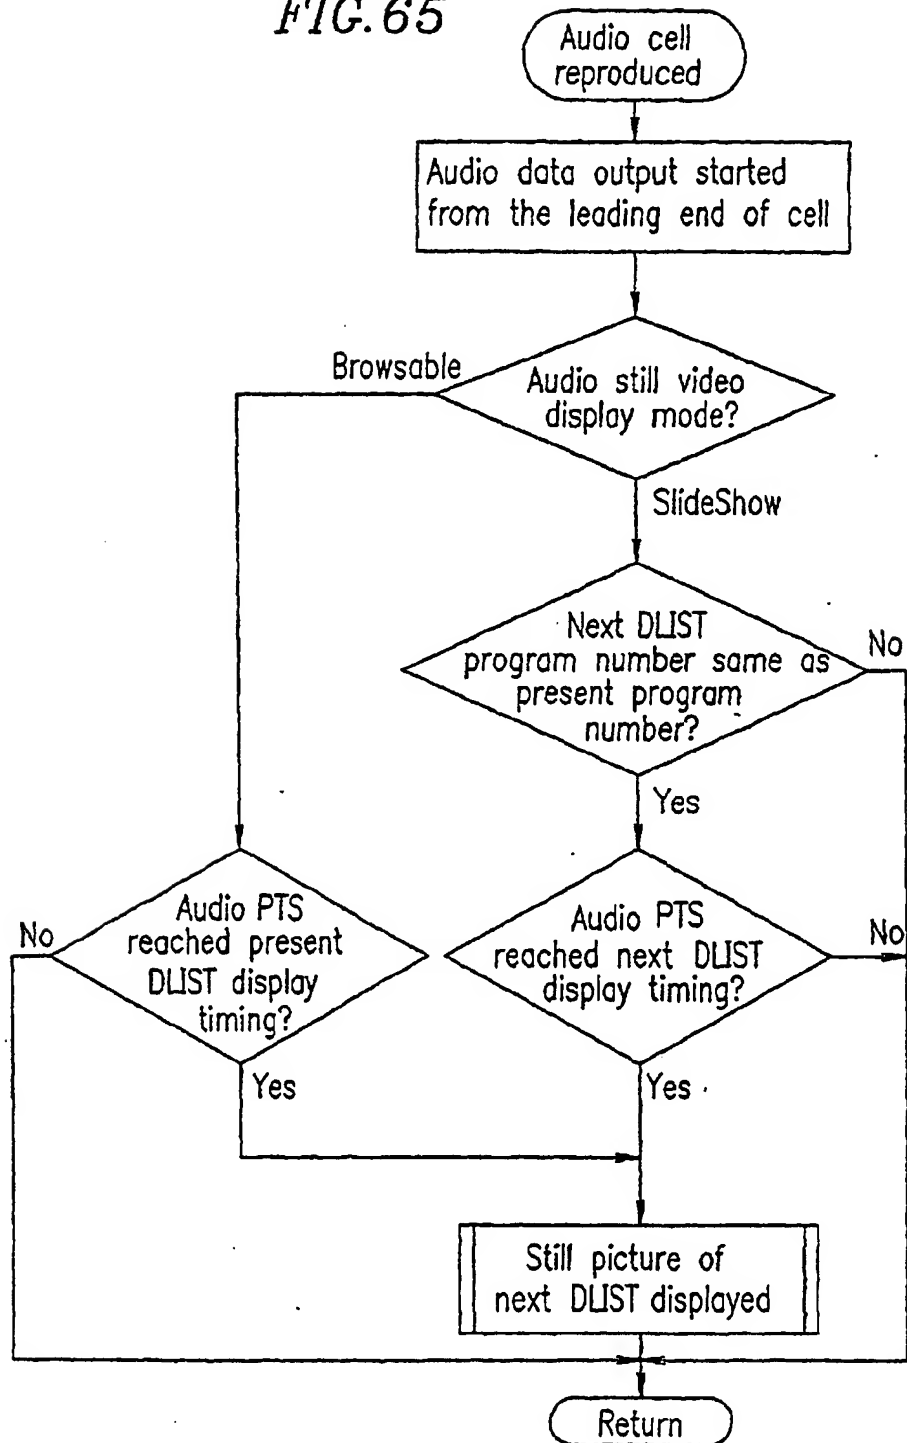 FIG.65
Audio cell
reproduced
Audio data output started
from the leading end of cell
Browsable
Audio still video
display mode?
SlideShow
Next DLIST
program number same as
present program
number?
No
Yes
No
Audio PTS
reached present
DLIST display
timing?
Audio PTS
reached next DLIST
display timing?
No
Yes
Yes
Still picture of
next DLIST displayed
Return